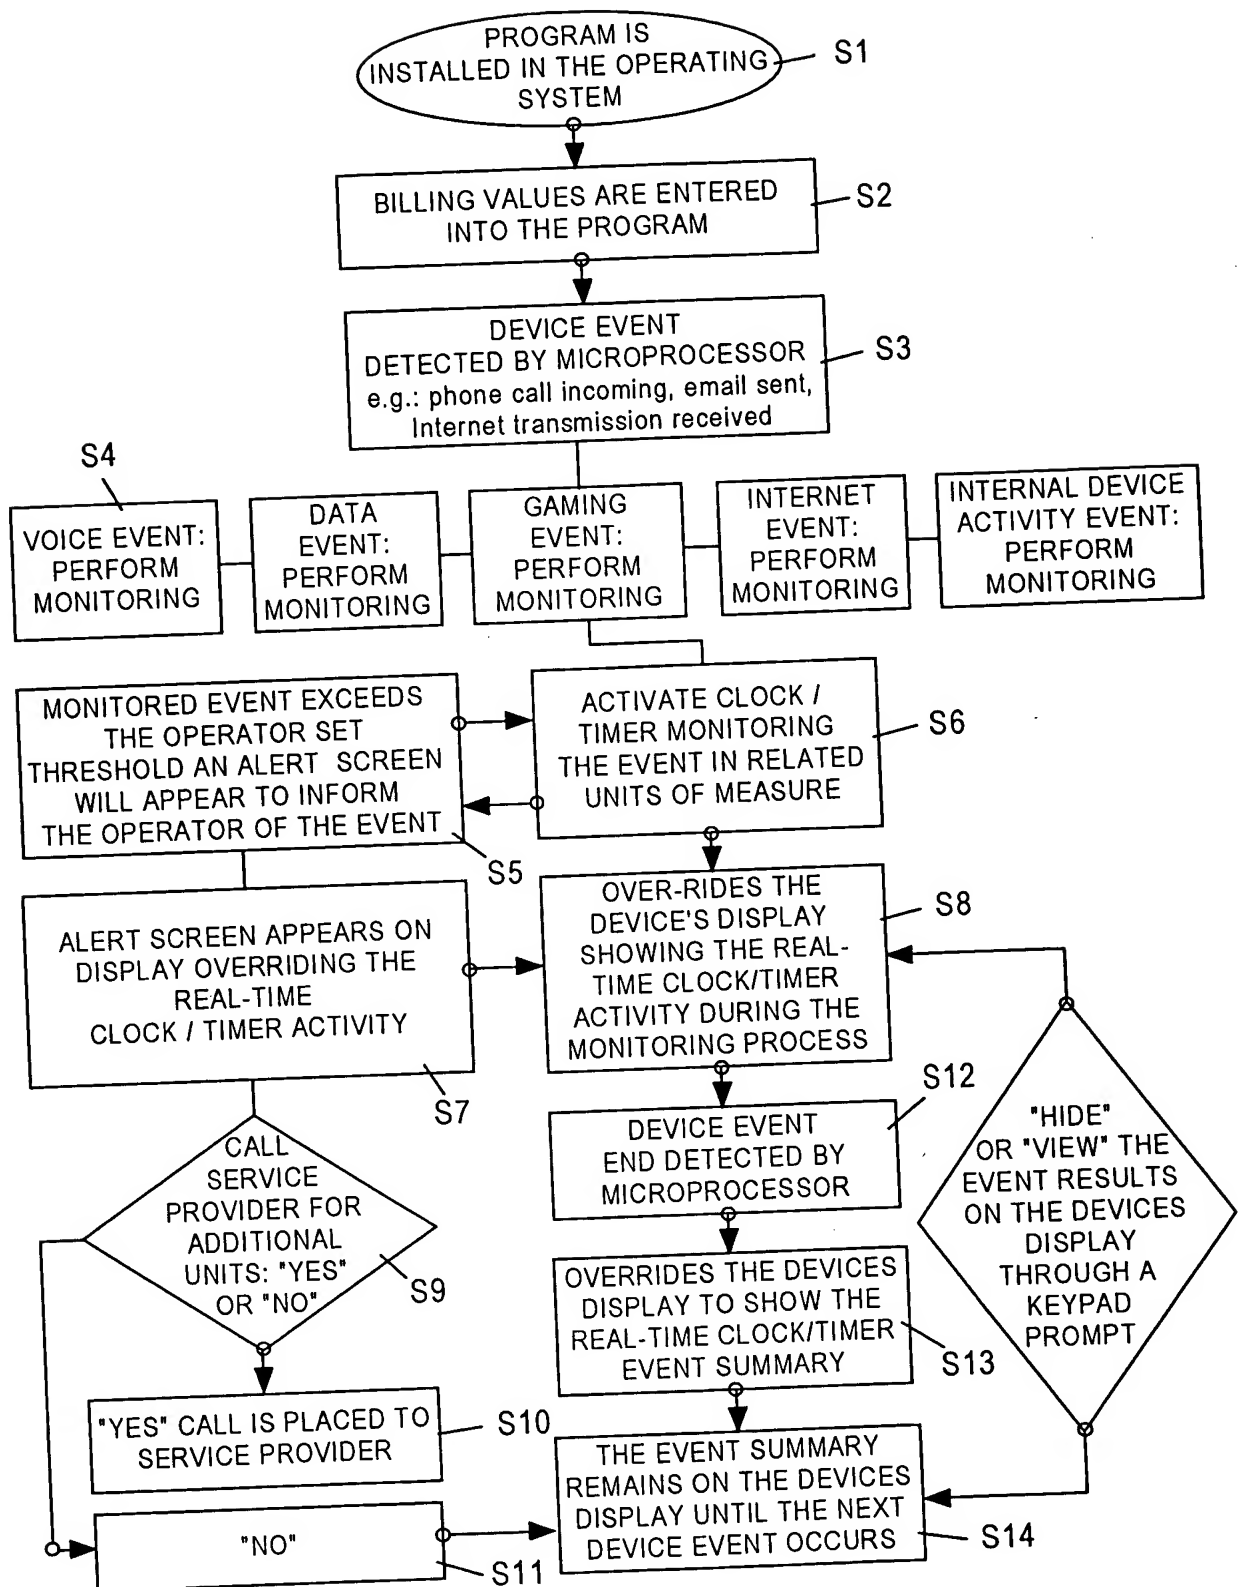 PROGRAM IS
INSTALLED IN THE OPERATING
SYSTEM
S1
BILLING VALUES ARE ENTERED
INTO THE PROGRAM
S2
DEVICE EVENT
DETECTED BY MICROPROCESSOR
e.g.: phone call incoming, email sent,
Internet transmission received
S3
S4
VOICE EVENT:
PERFORM
MONITORING
DATA
EVENT:
PERFORM
MONITORING
GAMING
EVENT:
PERFORM
MONITORING
INTERNET
EVENT:
PERFORM
MONITORING
INTERNAL DEVICE
ACTIVITY EVENT:
PERFORM
MONITORING
MONITORED EVENT EXCEEDS
THE OPERATOR SET
THRESHOLD AN ALERT SCREEN
WILL APPEAR TO INFORM
THE OPERATOR OF THE EVENT
S5
ACTIVATE CLOCK /
TIMER MONITORING
THE EVENT IN RELATED
UNITS OF MEASURE
S6
ALERT SCREEN APPEARS ON
DISPLAY OVERRIDING THE
REAL-TIME
CLOCK / TIMER ACTIVITY
S7
OVER-RIDES THE
DEVICE'S DISPLAY
SHOWING THE REAL-
TIME CLOCK/TIMER
ACTIVITY DURING THE
MONITORING PROCESS
S8
CALL
SERVICE
PROVIDER FOR
ADDITIONAL
UNITS: "YES"
OR "NO"
S9
DEVICE EVENT
END DETECTED BY
MICROPROCESSOR
S12
"HIDE"
OR "VIEW" THE
EVENT RESULTS
ON THE DEVICES
DISPLAY
THROUGH A
KEYPAD
PROMPT
OVERRIDES THE DEVICES
DISPLAY TO SHOW THE
REAL-TIME CLOCK/TIMER
EVENT SUMMARY
S13
"YES" CALL IS PLACED TO
SERVICE PROVIDER
S10
THE EVENT SUMMARY
REMAINS ON THE DEVICES
DISPLAY UNTIL THE NEXT
DEVICE EVENT OCCURS
S14
"NO"
S11